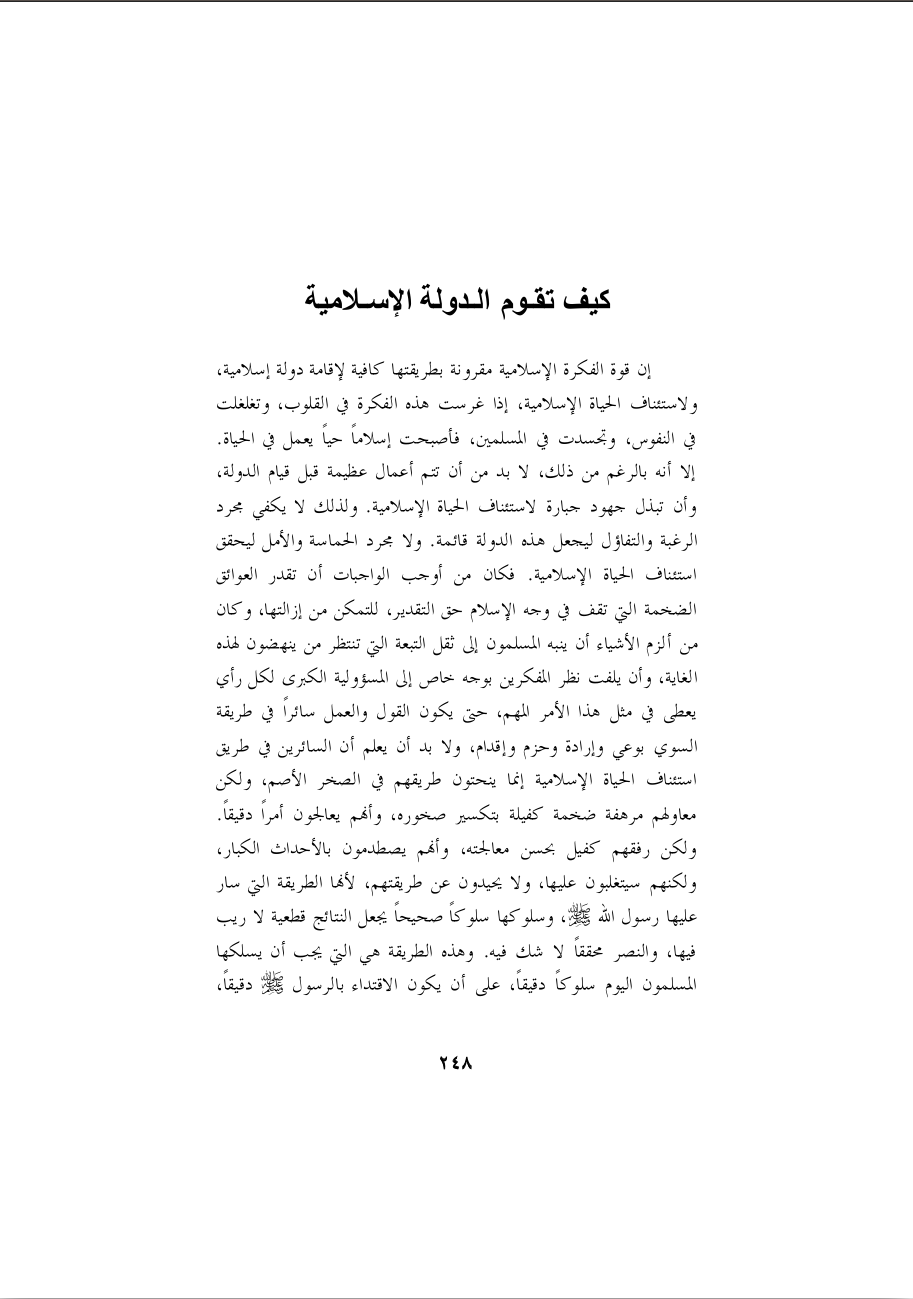 كيف تقـوم الـدولة الإسـلامية
إن قوة الفكرة الإسلامية مقرونة بطريقتها كافية لإقامة دولة إسلامية،
ولاستئناف الحياة الإسلامية، إذا غرست هذه الفكرة في القلوب، وتغلغلت
في النفوس، وتجسدت في المسلمين، فأصبحت إسلاماً حياً يعمل في الحياة.
إلا أنه بالرغم من ذلك، لا بد من أن تتم أعمال عظيمة قبل قيام الدولة،
وأن تبذل جهود جبارة لاستئناف الحياة الإسلامية. ولذلك لا يكفي مجرد
الرغبة والتفاؤل ليجعل هذه الدولة قائمة. ولا مجرد الحماسة والأمل ليحقق
استئناف الحياة الإسلامية. فكان من أوجب الواجبات أن تقدر العوائق
الضخمة التي تقف في وجه الإسلام حق التقدير، للتمكن من إزالتها، وكان
من ألزم الأشياء أن ينبه المسلمون إلى ثقل التبعة التي تنتظر من ينهضون لهذه
الغاية، وأن يلفت نظر المفكرين بوجه خاص إلى المسؤولية الكبرى لكل رأي
يعطى في مثل هذا الأمر المهم، حتى يكون القول والعمل سائراً في طريقة
السوي بوعي وإرادة وحزم وإقدام، ولا بد أن يعلم أن السائرين في طريق
استئناف الحياة الإسلامية إنما ينحتون طريقهم في الصخر الأصم، ولكن
معاولهم مرهفة ضخمة كفيلة بتكسير صخوره، وأنهم يعالجون أمراً دقيقاً.
ولكن رفقهم كفيل بحسن معالجته، وأنهم يصطدمون بالأحداث الكبار،
ولكنهم سيتغلبون عليها، ولا يحيدون عن طريقتهم، لأنها الطريقة التي سار
عليها رسول الله ﷺ، وسلوكها سلوكاً صحيحاً يجعل النتائج قطعية لا ريب
فيها، والنصر محققاً لا شك فيه. وهذه الطريقة هي التي يجب أن يسلكها
المسلمون اليوم سلوكاً دقيقاً، على أن يكون الاقتداء بالرسول ﷺ دقيقاً،
٢٤٨